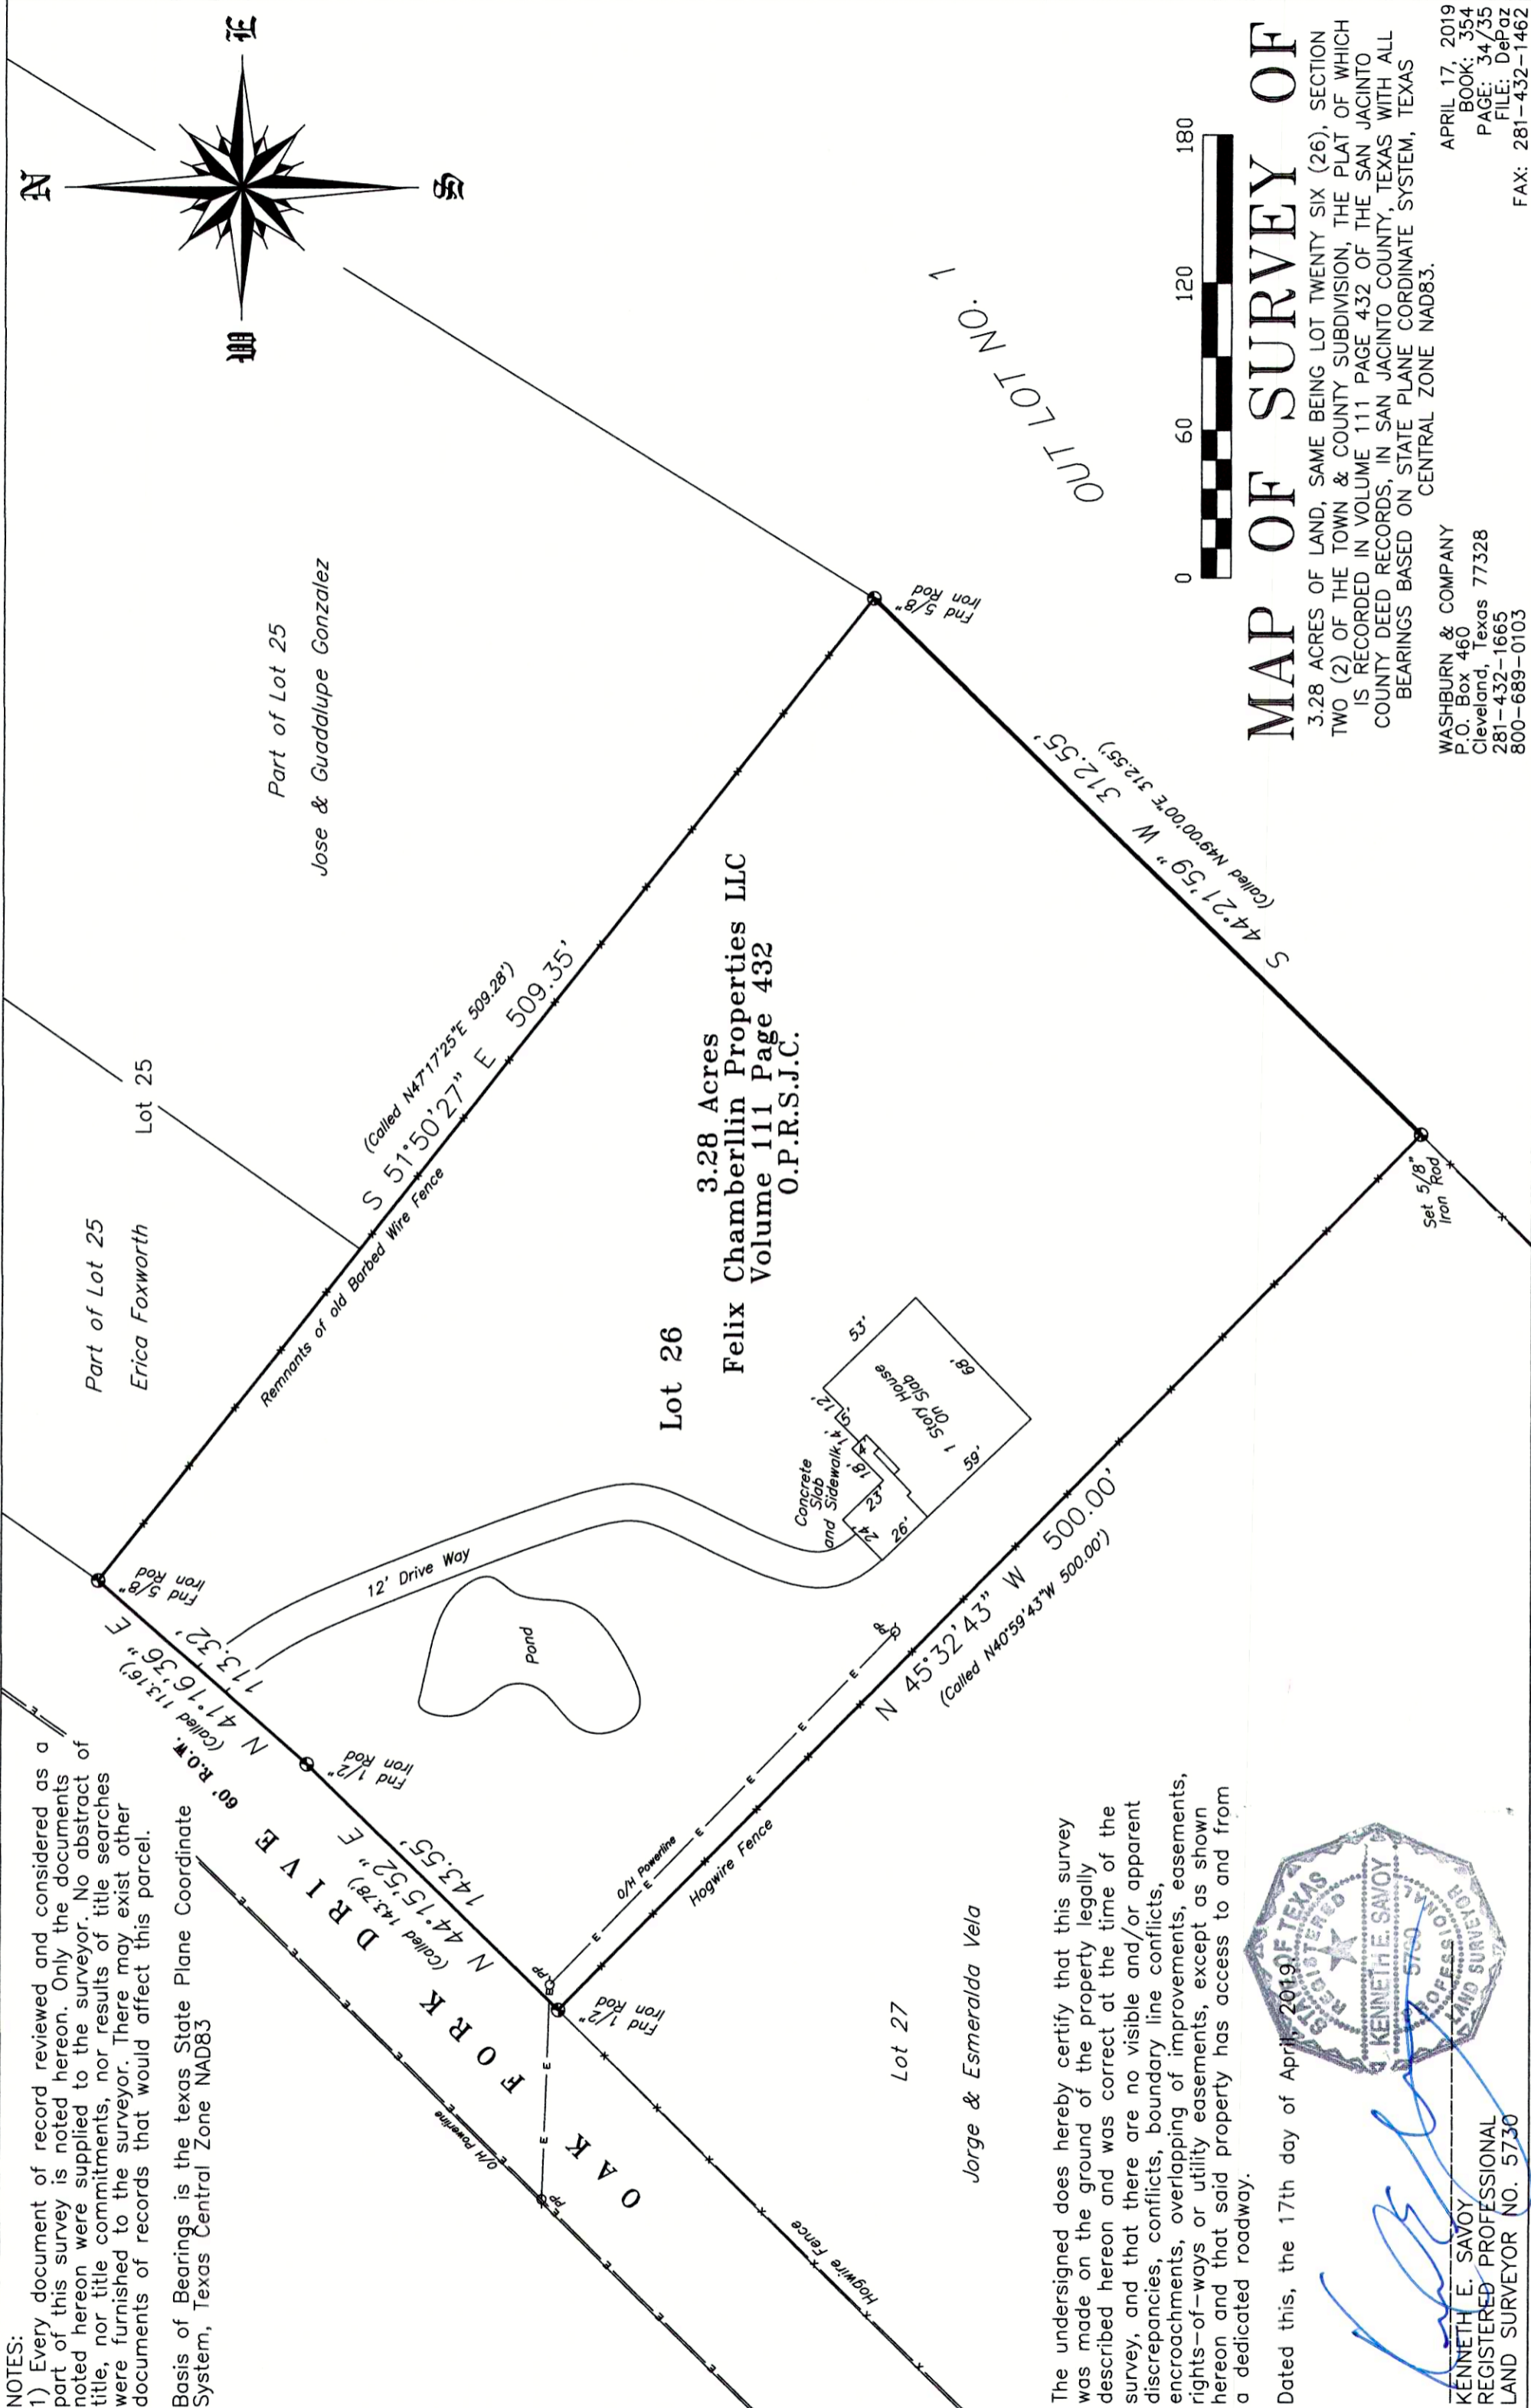 NOTES:
1) Every document of record reviewed and considered as a
part of this survey is noted hereon. Only the documents
noted hereon were supplied to the surveyor. No abstract of
title, nor title commitments, nor results of title searches
were furnished to the surveyor. There may exist other
documents of records that would affect this parcel.
Basis of Bearings is the texas State Plane Coordinate
System, Texas Central Zone NAD83
N
E
S
W
Part of Lot 25
Erica Foxworth
Lot 25
Part of Lot 25
Jose & Guadalupe Gonzalez
OUT LOT NO. 1
OAK FORK DRIVE 60' R.O.W.
O/H Powerline
PP
N 41°16'36" E
113.32'
(Called 113.16')
N 44°15'52" E
143.55'
(Called 143.78')
Fnd 5/8"
Iron Rod
Fnd 1/2"
Iron Rod
Fnd 1/2"
Iron Rod
PP
(Called N47°17'25"E 509.28')
S 51°50'27" E 509.35'
Remnants of old Barbed Wire Fence
Fnd 5/8"
Iron Rod
12' Drive Way
Pond
Lot 26
3.28 Acres
Felix Chamberllin Properties LLC
Volume 111 Page 432
O.P.R.S.J.C.
Concrete
Slab
and Sidewalk
1 Story House
On Slab
53'
68'
59'
26'
24'
23'
18'
4'
1'
4'
5'
12'
O/H Powerline
PP
Hogwire Fence
N 45°32'43" W 500.00'
(Called N40°59'43"W 500.00')
S 44°21'59" W 312.55'
(Called N49°00'00"E 312.55')
Set 5/8"
Iron Rod
Hogwire Fence
Lot 27
Jorge & Esmeralda Vela
The undersigned does hereby certify that this survey
was made on the ground of the property legally
described hereon and was correct at the time of the
survey, and that there are no visible and/or apparent
discrepancies, conflicts, boundary line conflicts,
encroachments, overlapping of improvements, easements,
rights-of-ways or utility easements, except as shown
hereon and that said property has access to and from
a dedicated roadway.
Dated this, the 17th day of April, 2019.
STATE OF TEXAS
REGISTERED
KENNETH E. SAVOY
PROFESSIONAL
LAND SURVEYOR
KENNETH E. SAVOY
REGISTERED PROFESSIONAL
LAND SURVEYOR NO. 5730
0 60 120 180
MAP OF SURVEY OF
3.28 ACRES OF LAND, SAME BEING LOT TWENTY SIX (26), SECTION
TWO (2) OF THE TOWN & COUNTY SUBDIVISION, THE PLAT OF WHICH
IS RECORDED IN VOLUME 111 PAGE 432 OF THE SAN JACINTO
COUNTY DEED RECORDS, IN SAN JACINTO COUNTY, TEXAS WITH ALL
BEARINGS BASED ON STATE PLANE CORDINATE SYSTEM, TEXAS
CENTRAL ZONE NAD83.
WASHBURN & COMPANY
P.O. Box 460
Cleveland, Texas 77328
281-432-1665
800-689-0103
APRIL 17, 2019
BOOK: 354
PAGE: 34/35
FILE: DePaz
FAX: 281-432-1462